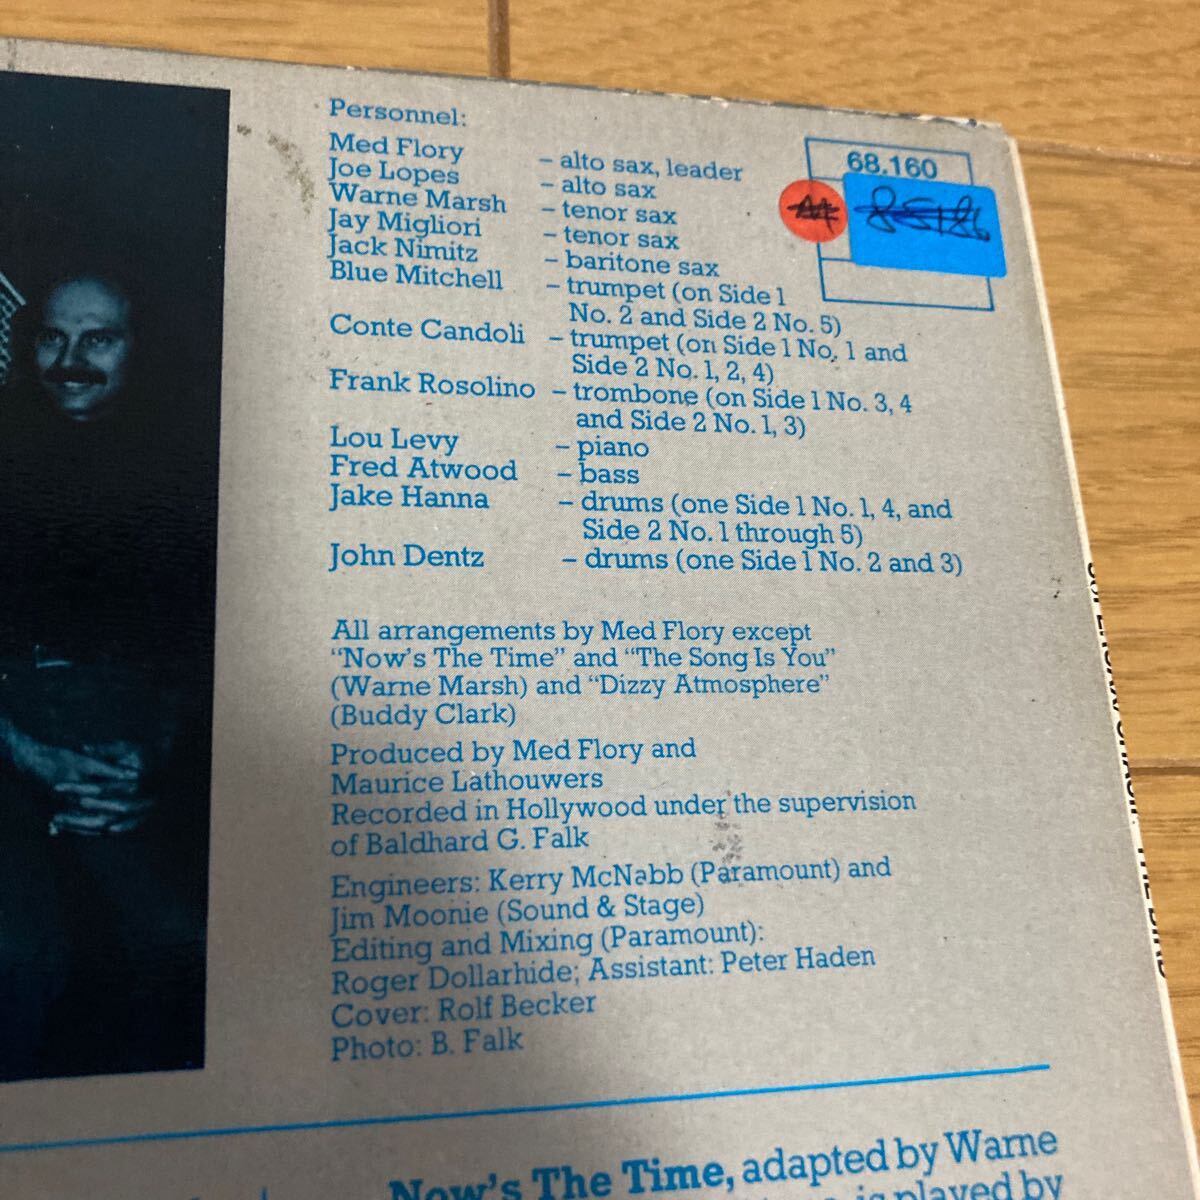 Personnel:
Med Flory – alto sax, leader
Joe Lopes – alto sax
Warne Marsh – tenor sax
Jay Migliori – tenor sax
Jack Nimitz – baritone sax
Blue Mitchell – trumpet (on Side 1
No. 2 and Side 2 No. 5)
Conte Candoli – trumpet (on Side 1 No. 1 and
Side 2 No. 1, 2, 4)
Frank Rosolino – trombone (on Side 1 No. 3, 4
and Side 2 No. 1, 3)
Lou Levy – piano
Fred Atwood – bass
Jake Hanna – drums (one Side 1 No. 1, 4, and
Side 2 No. 1 through 5)
John Dentz – drums (one Side 1 No. 2 and 3)
68.160
85186
All arrangements by Med Flory except
“Now's The Time” and “The Song Is You”
(Warne Marsh) and “Dizzy Atmosphere”
(Buddy Clark)
Produced by Med Flory and
Maurice Lathouwers
Recorded in Hollywood under the supervision
of Baldhard G. Falk
Engineers: Kerry McNabb (Paramount) and
Jim Moonie (Sound & Stage)
Editing and Mixing (Paramount):
Roger Dollarhide; Assistant: Peter Haden
Cover: Rolf Becker
Photo: B. Falk
Now's The Time, adapted by Warne
is played by